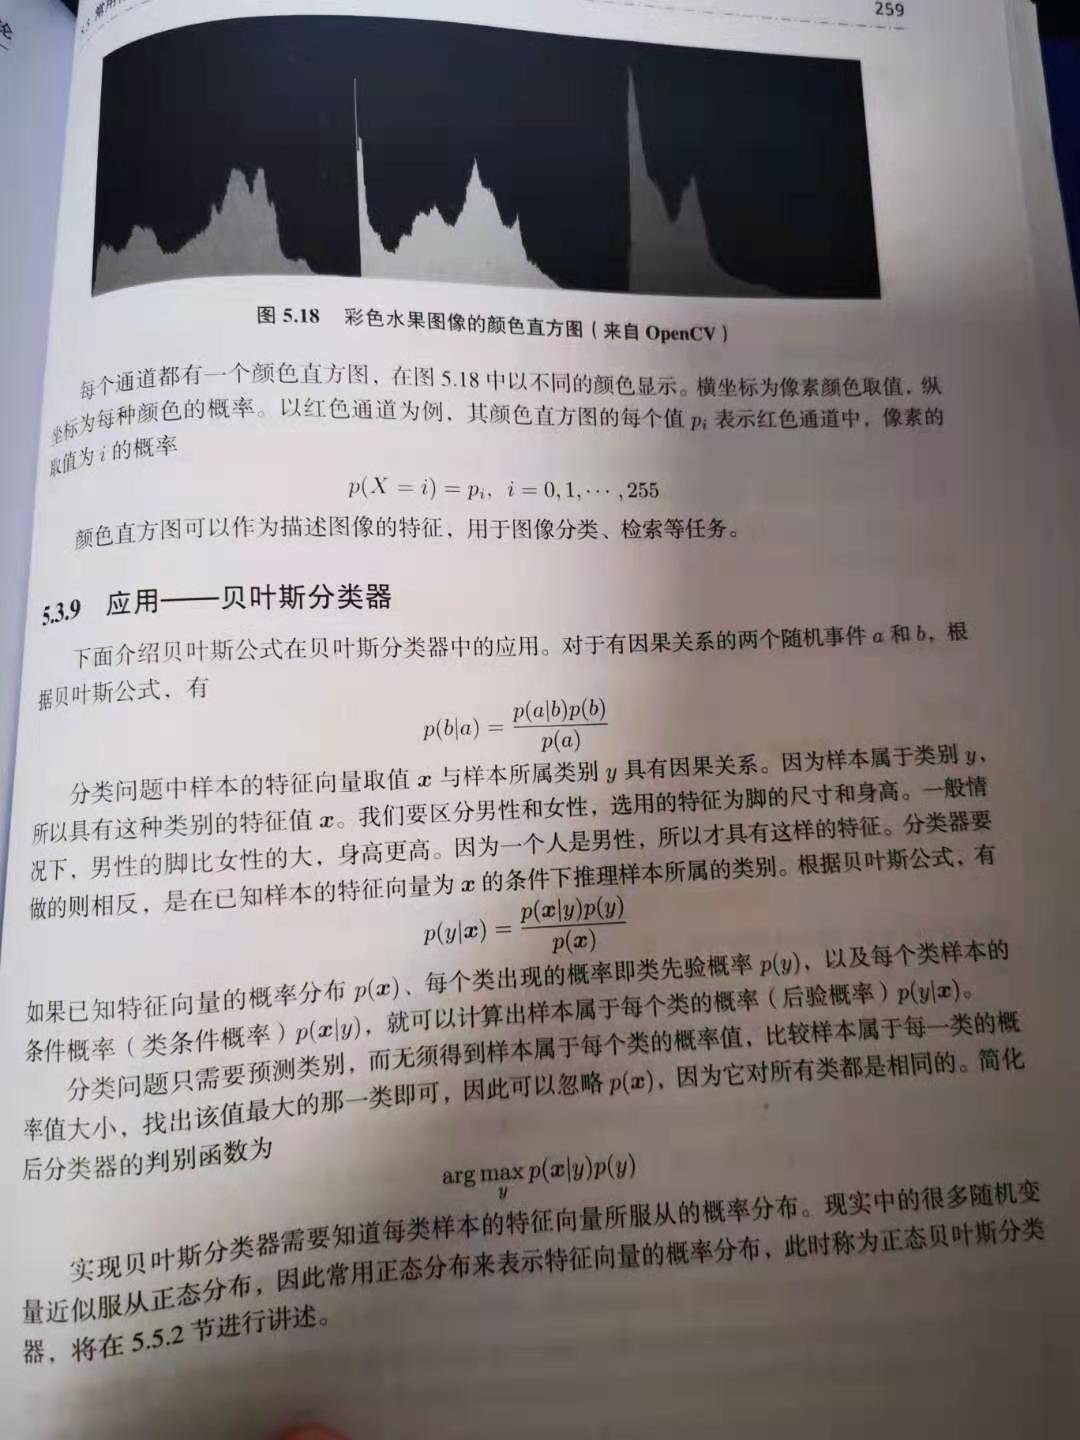 259
图 5.18 彩色水果图像的颜色直方图（来自 OpenCV）
每个通道都有一个颜色直方图，在图 5.18 中以不同的颜色显示。横坐标为像素颜色取值，纵
坐标为每种颜色的概率。以红色通道为例，其颜色直方图的每个值 pᵢ 表示红色通道中，像素的
取值为 i 的概率
p(X = i) = pᵢ, i = 0, 1, ⋯ , 255
颜色直方图可以作为描述图像的特征，用于图像分类、检索等任务。
5.3.9 应用——贝叶斯分类器
下面介绍贝叶斯公式在贝叶斯分类器中的应用。对于有因果关系的两个随机事件 a 和 b，根
据贝叶斯公式，有
p(b|a) = p(a|b)p(b) / p(a)
分类问题中样本的特征向量取值 x 与样本所属类别 y 具有因果关系。因为样本属于类别 y，
所以具有这种类别的特征值 x。我们要区分男性和女性，选用的特征为脚的尺寸和身高。一般情
况下，男性的脚比女性的大，身高更高。因为一个人是男性，所以才具有这样的特征。分类器要
做的则相反，是在已知样本的特征向量为 x 的条件下推理样本所属的类别。根据贝叶斯公式，有
p(y|x) = p(x|y)p(y) / p(x)
如果已知特征向量的概率分布 p(x)、每个类出现的概率即类先验概率 p(y)，以及每个类样本的
条件概率（类条件概率）p(x|y)，就可以计算出样本属于每个类的概率（后验概率）p(y|x)。
分类问题只需要预测类别，而无须得到样本属于每个类的概率值，比较样本属于每一类的概
率值大小，找出该值最大的那一类即可，因此可以忽略 p(x)，因为它对所有类都是相同的。简化
后分类器的判别函数为
arg max p(x|y)p(y)
y
实现贝叶斯分类器需要知道每类样本的特征向量所服从的概率分布。现实中的很多随机变
量近似服从正态分布，因此常用正态分布来表示特征向量的概率分布，此时称为正态贝叶斯分类
器，将在 5.5.2 节进行讲述。